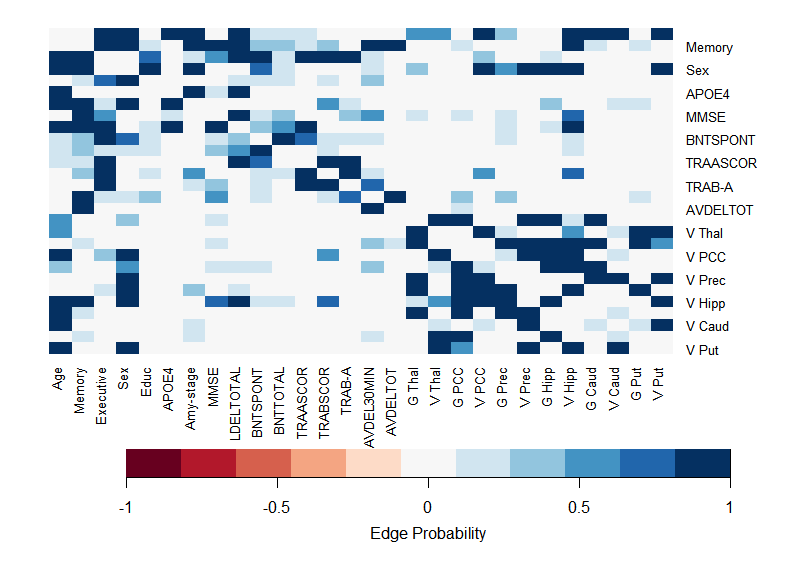 Memory
Sex
APOE4
MMSE
BNTSPONT
TRAASCOR
TRAB-A
AVDELTOT
V Thal
V PCC
V Prec
V Hipp
V Caud
V Put
Age
Memory
Executive
Sex
Educ
APOE4
Amy-stage
MMSE
LDELTOTAL
BNTSPONT
BNTTOTAL
TRAASCOR
TRABSCOR
TRAB-A
AVDEL30MIN
AVDELTOT
G Thal
V Thal
G PCC
V PCC
G Prec
V Prec
G Hipp
V Hipp
G Caud
V Caud
G Put
V Put
-1 -0.5 0 0.5 1
Edge Probability